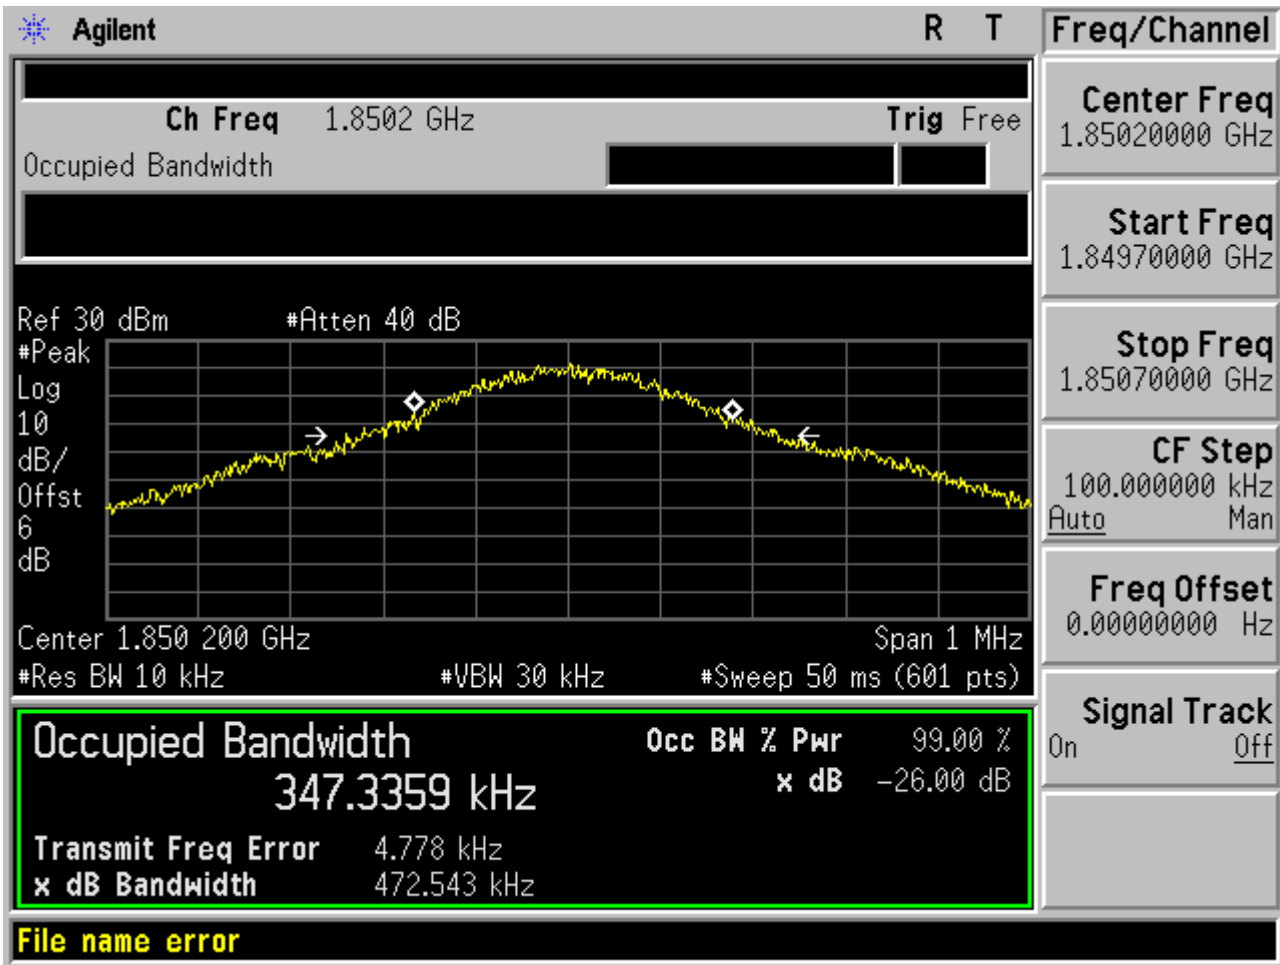 Agilent R T
Ch Freq 1.8502 GHz Trig Free
Occupied Bandwidth
Ref 30 dBm #Atten 40 dB
#Peak
Log
10
dB/
Offst
6
dB
Center 1.850 200 GHz Span 1 MHz
#Res BW 10 kHz #VBW 30 kHz #Sweep 50 ms (601 pts)
Occupied Bandwidth Occ BW % Pwr 99.00 %
347.3359 kHz x dB -26.00 dB
Transmit Freq Error 4.778 kHz
x dB Bandwidth 472.543 kHz
File name error
Freq/Channel
Center Freq
1.85020000 GHz
Start Freq
1.84970000 GHz
Stop Freq
1.85070000 GHz
CF Step
100.000000 kHz
Auto Man
Freq Offset
0.00000000 Hz
Signal Track
On Off